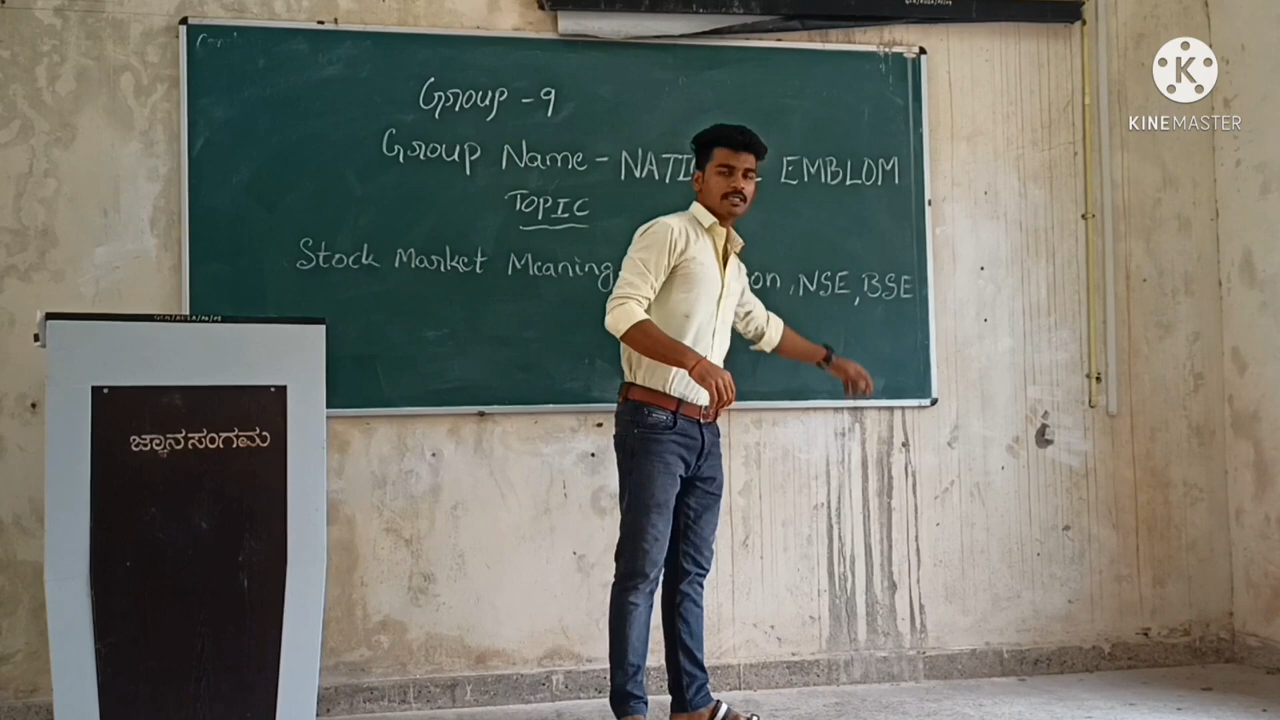 Group - 9
Group Name - NATI EMBLOM
TOPIC
Stock Market Meaning on, NSE, BSE
ಜ್ಞಾನಸಂಗಮ
KINEMASTER